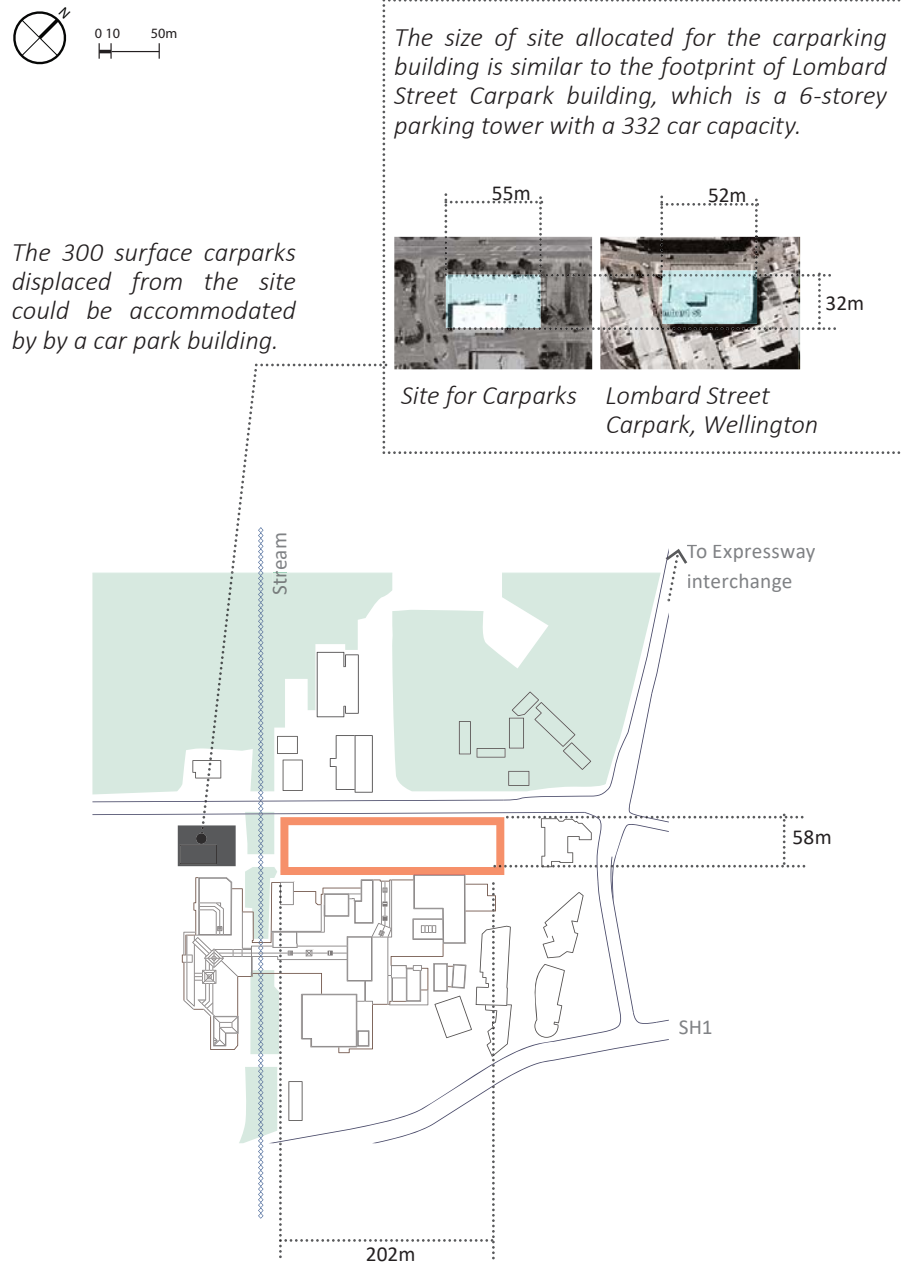 N
0 10 50m
The size of site allocated for the carparking
building is similar to the footprint of Lombard
Street Carpark building, which is a 6-storey
parking tower with a 332 car capacity.
55m
52m
32m
The 300 surface carparks
displaced from the site
could be accommodated
by by a car park building.
Lombard St
Site for Carparks
Lombard Street
Carpark, Wellington
Stream
To Expressway
interchange
58m
SH1
202m